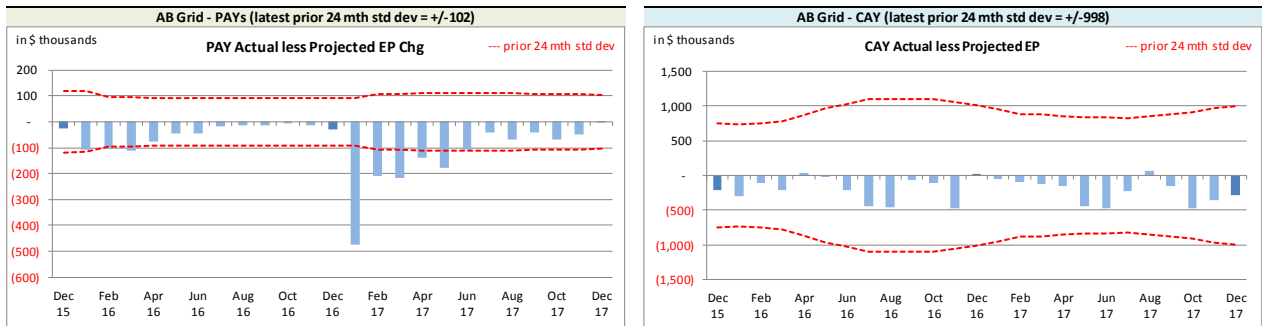 AB Grid - PAYs (latest prior 24 mth std dev = +/-102)
in $ thousands
PAY Actual less Projected EP Chg
--- prior 24 mth std dev
200
100
-
(100)
(200)
(300)
(400)
(500)
(600)
Dec Feb Apr Jun Aug Oct Dec Feb Apr Jun Aug Oct Dec
15 16 16 16 16 16 16 17 17 17 17 17 17
AB Grid - CAY (latest prior 24 mth std dev = +/-998)
in $ thousands
CAY Actual less Projected EP
--- prior 24 mth std dev
1,500
1,000
500
-
(500)
(1,000)
(1,500)
Dec Feb Apr Jun Aug Oct Dec Feb Apr Jun Aug Oct Dec
15 16 16 16 16 16 16 17 17 17 17 17 17